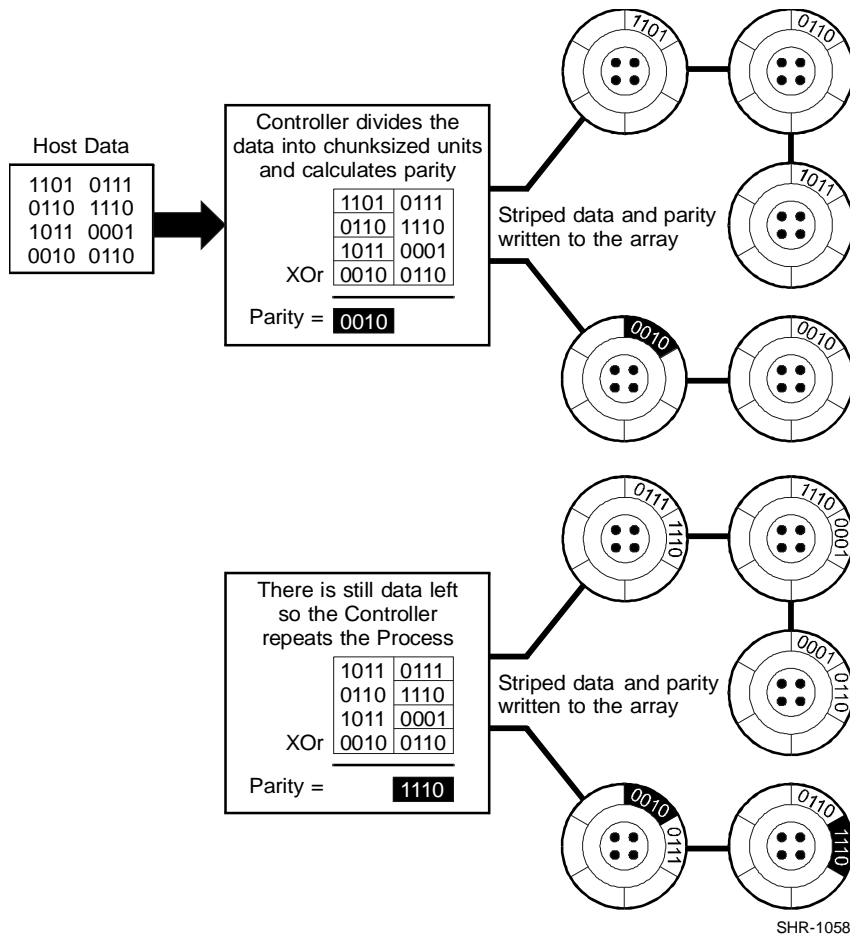 1101
0110
Host Data
1101 0111
0110 1110
1011 0001
0010 0110
Controller divides the
data into chunksized units
and calculates parity
1101 0111
0110 1110
1011 0001
XOr 0010 0110
Parity = 0010
Striped data and parity
written to the array
1011
0010
0010
0111
1110
1110
0001
There is still data left
so the Controller
repeats the Process
1011 0111
0110 1110
1011 0001
XOr 0010 0110
Parity = 1110
Striped data and parity
written to the array
0001
0110
0010
0111
0110
1110
SHR-1058